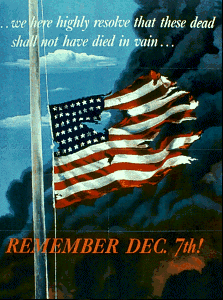 ..we here highly resolve that these dead
shall not have died in vain...
REMEMBER DEC. 7th!